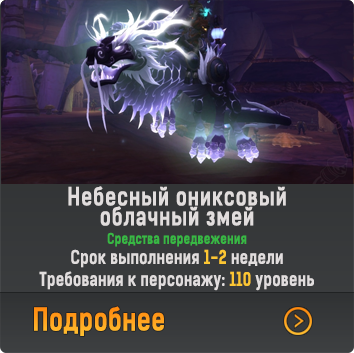 Небесный ониксовый
облачный змей
Средства передвежения
Срок выполнения 1-2 недели
Требования к персонажу: 110 уровень
Подробнее